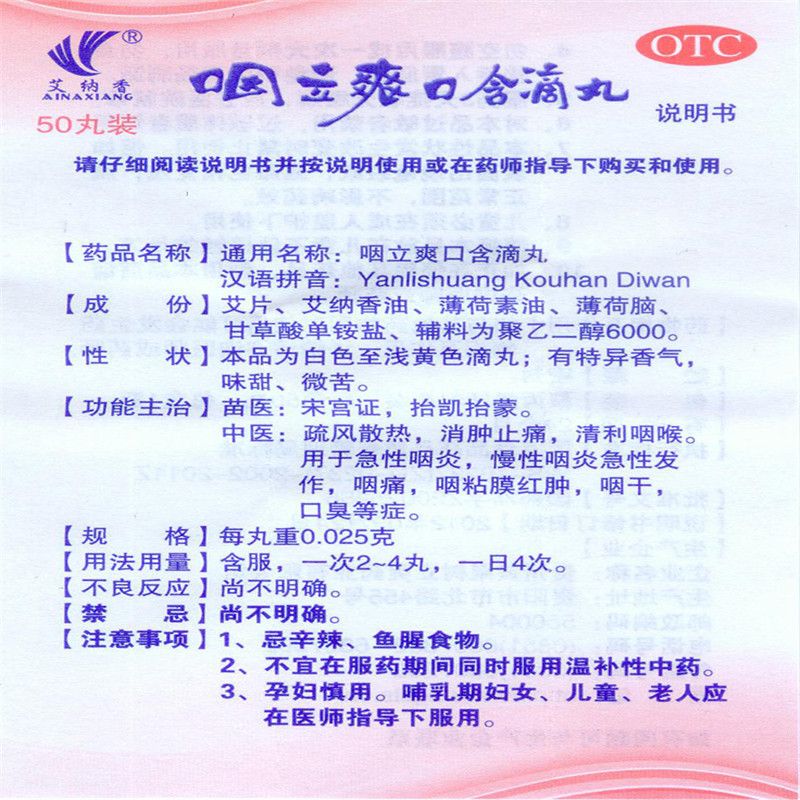 艾纳香®
AINAXIANG
50丸装
咽立爽口含滴丸
OTC
说明书
请仔细阅读说明书并按说明使用或在药师指导下购买和使用。
【药品名称】通用名称：咽立爽口含滴丸
汉语拼音：Yanlishuang Kouhan Diwan
【成　　份】艾片、艾纳香油、薄荷素油、薄荷脑、
甘草酸单铵盐、辅料为聚乙二醇6000。
【性　　状】本品为白色至浅黄色滴丸；有特异香气，
味甜、微苦。
【功能主治】苗医：宋宫证，抬凯抬蒙。
中医：疏风散热，消肿止痛，清利咽喉。
用于急性咽炎，慢性咽炎急性发
作，咽痛，咽粘膜红肿，咽干，
口臭等症。
【规　　格】每丸重0.025克
【用法用量】含服，一次2~4丸，一日4次。
【不良反应】尚不明确。
【禁　　忌】尚不明确。
【注意事项】1、忌辛辣、鱼腥食物。
2、不宜在服药期间同时服用温补性中药。
3、孕妇慎用。哺乳期妇女、儿童、老人应
在医师指导下服用。